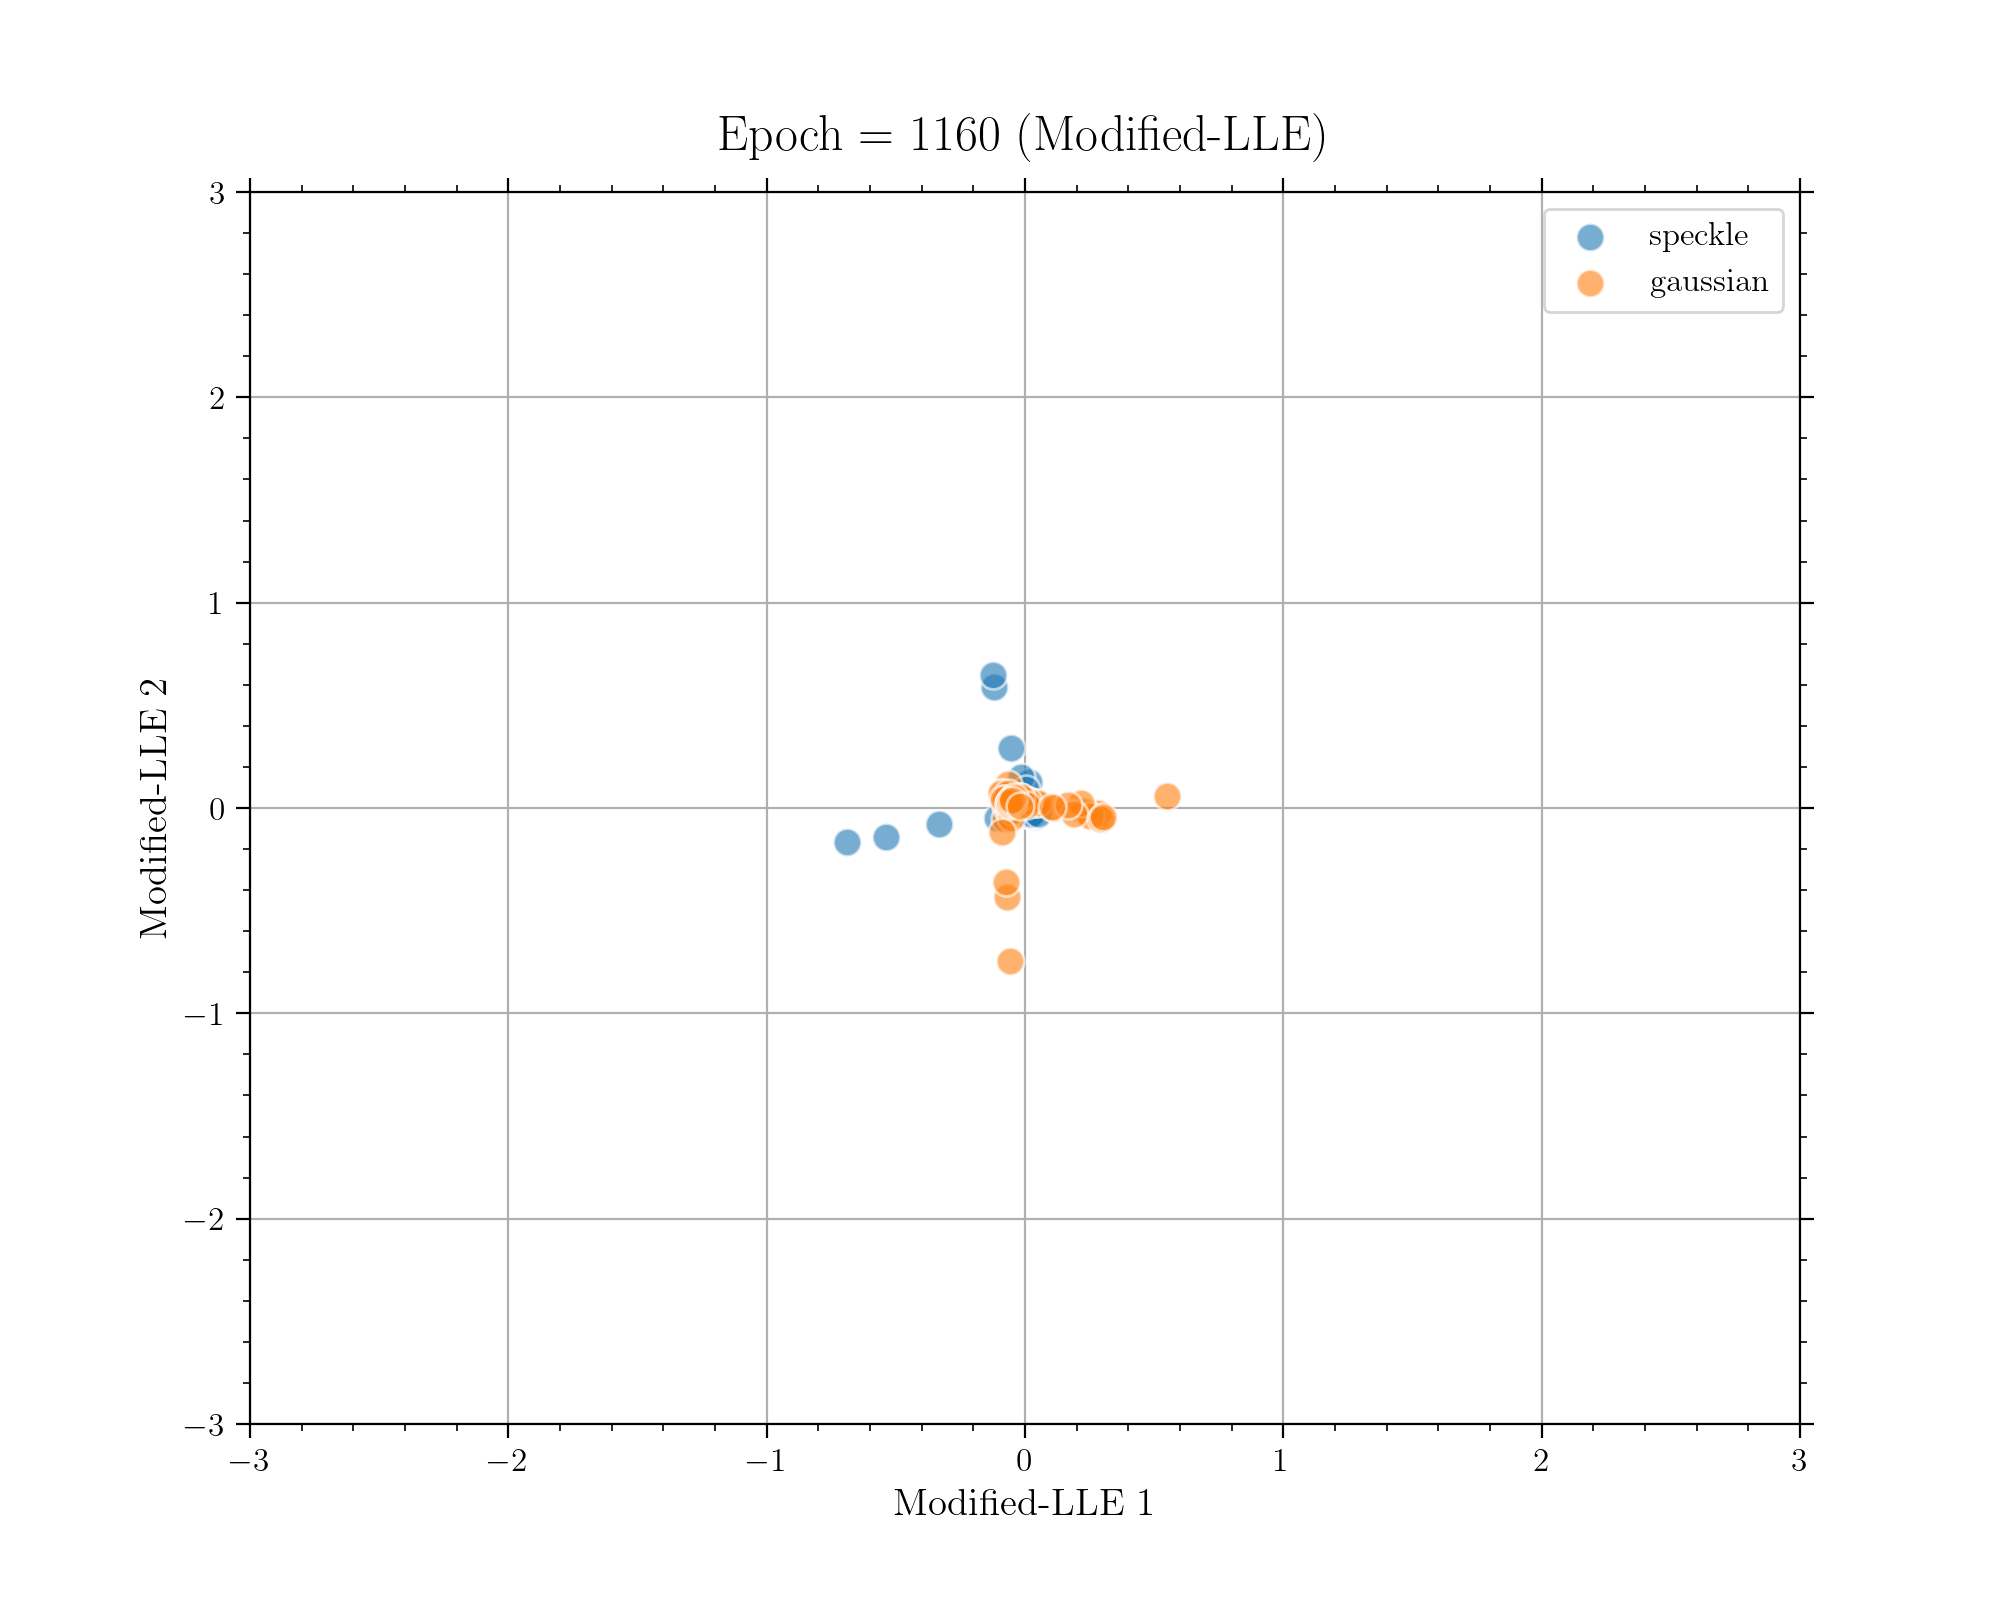 Epoch = 1160 (Modified-LLE)
speckle
gaussian
3
2
1
0
−1
−2
−3
Modified-LLE 2
−3
−2
−1
0
1
2
3
Modified-LLE 1